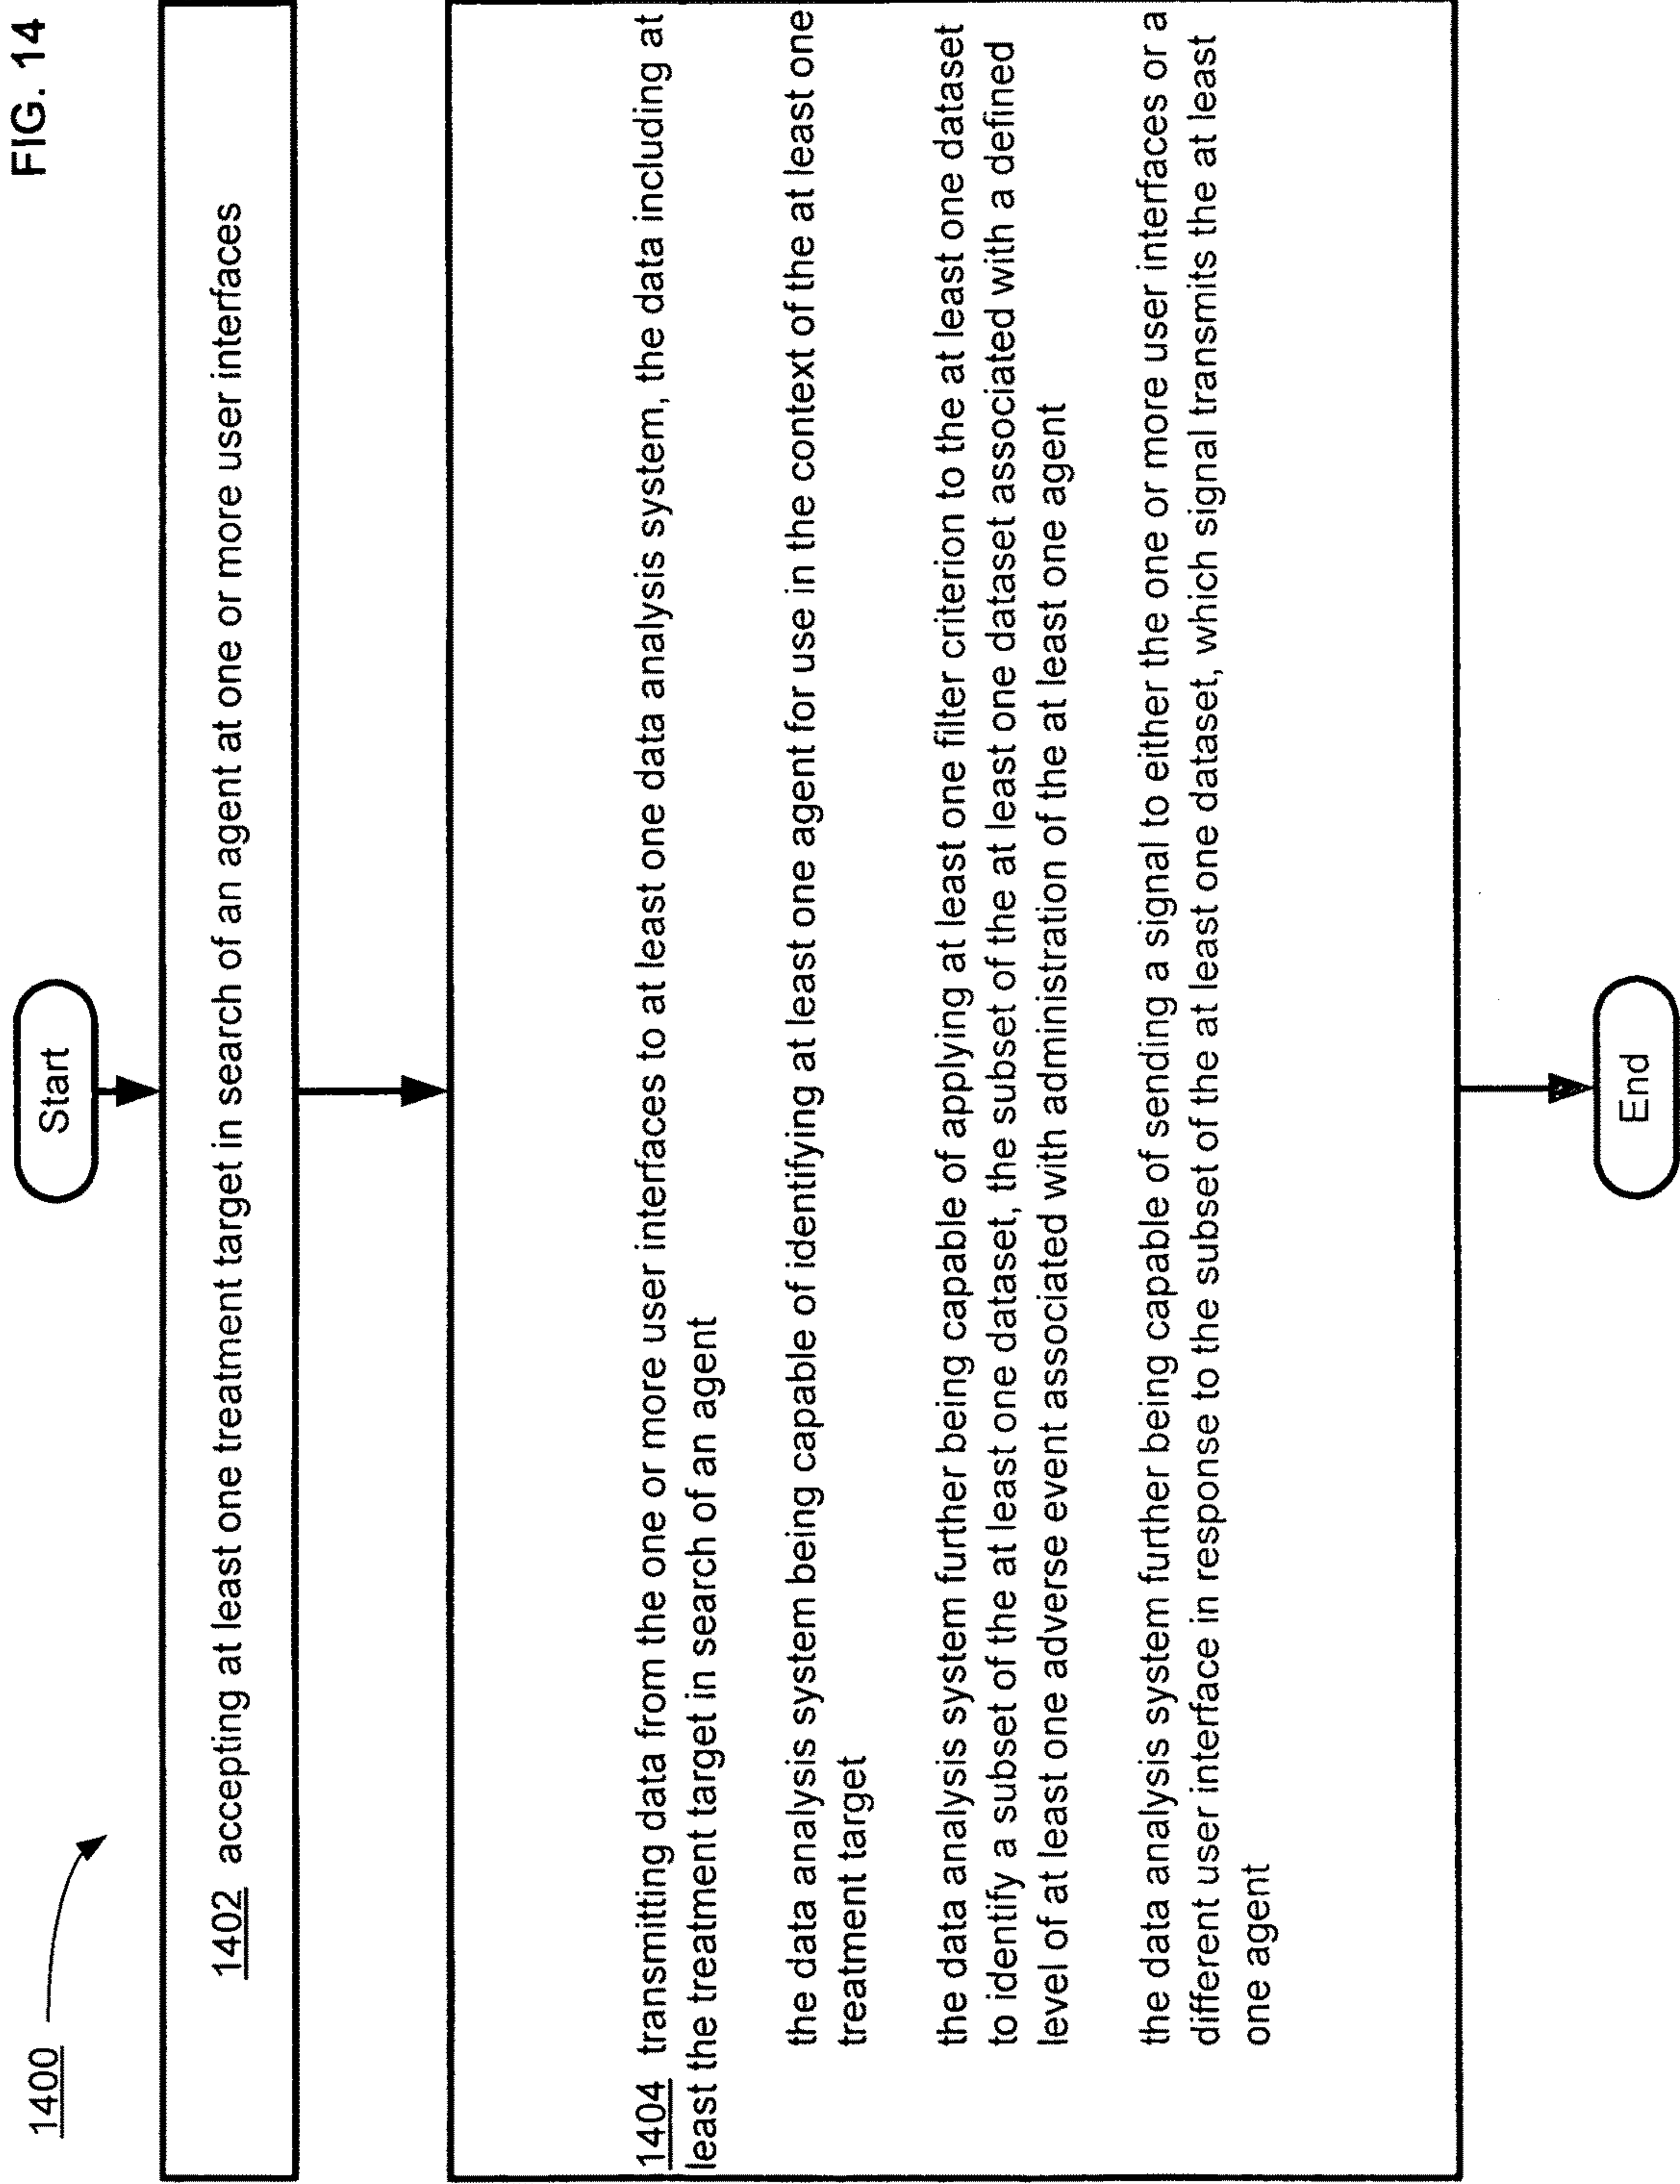 FIG. 14
1400
Start
1402 accepting at least one treatment target in search of an agent at one or more user interfaces
1404 transmitting data from the one or more user interfaces to at least one data analysis system, the data including at
least the treatment target in search of an agent
the data analysis system being capable of identifying at least one agent for use in the context of the at least one
treatment target
the data analysis system further being capable of applying at least one filter criterion to the at least one dataset
to identify a subset of the at least one dataset, the subset of the at least one dataset associated with a defined
level of at least one adverse event associated with administration of the at least one agent
the data analysis system further being capable of sending a signal to either the one or more user interfaces or a
different user interface in response to the subset of the at least one dataset, which signal transmits the at least
one agent
End